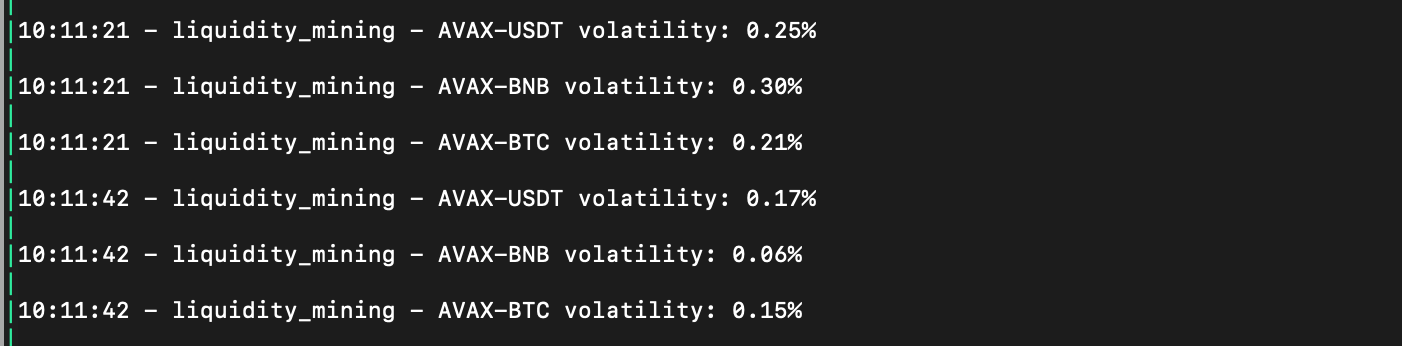 10:11:21 - liquidity_mining - AVAX-USDT volatility: 0.25%
10:11:21 - liquidity_mining - AVAX-BNB volatility: 0.30%
10:11:21 - liquidity_mining - AVAX-BTC volatility: 0.21%
10:11:42 - liquidity_mining - AVAX-USDT volatility: 0.17%
10:11:42 - liquidity_mining - AVAX-BNB volatility: 0.06%
10:11:42 - liquidity_mining - AVAX-BTC volatility: 0.15%